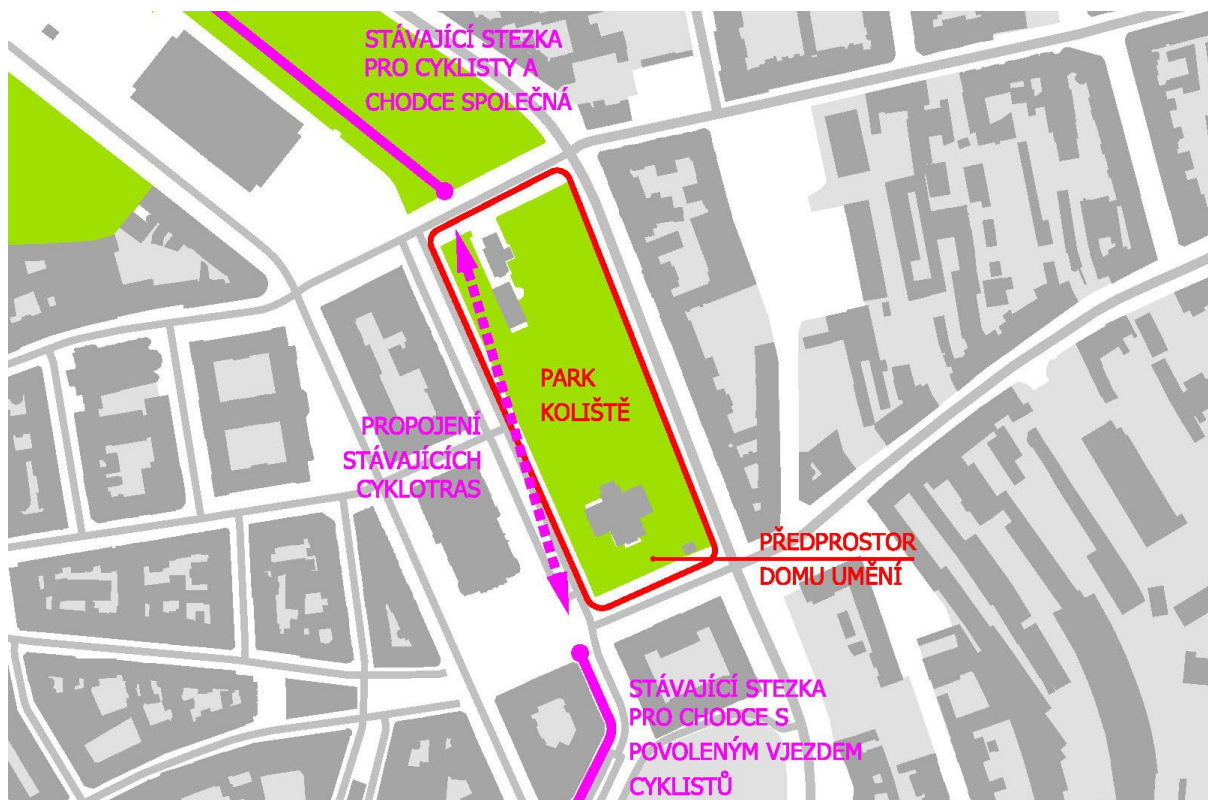 STÁVAJÍCÍ STEZKA
PRO CYKLISTY A
CHODCE SPOLEČNÁ
PARK
KOLIŠTĚ
PROPOJENÍ
STÁVAJÍCÍCH
CYKLOTRAS
PŘEDPROSTOR
DOMU UMĚNÍ
STÁVAJÍCÍ STEZKA
PRO CHODCE S
POVOLENÝM VJEZDEM
CYKLISTŮ